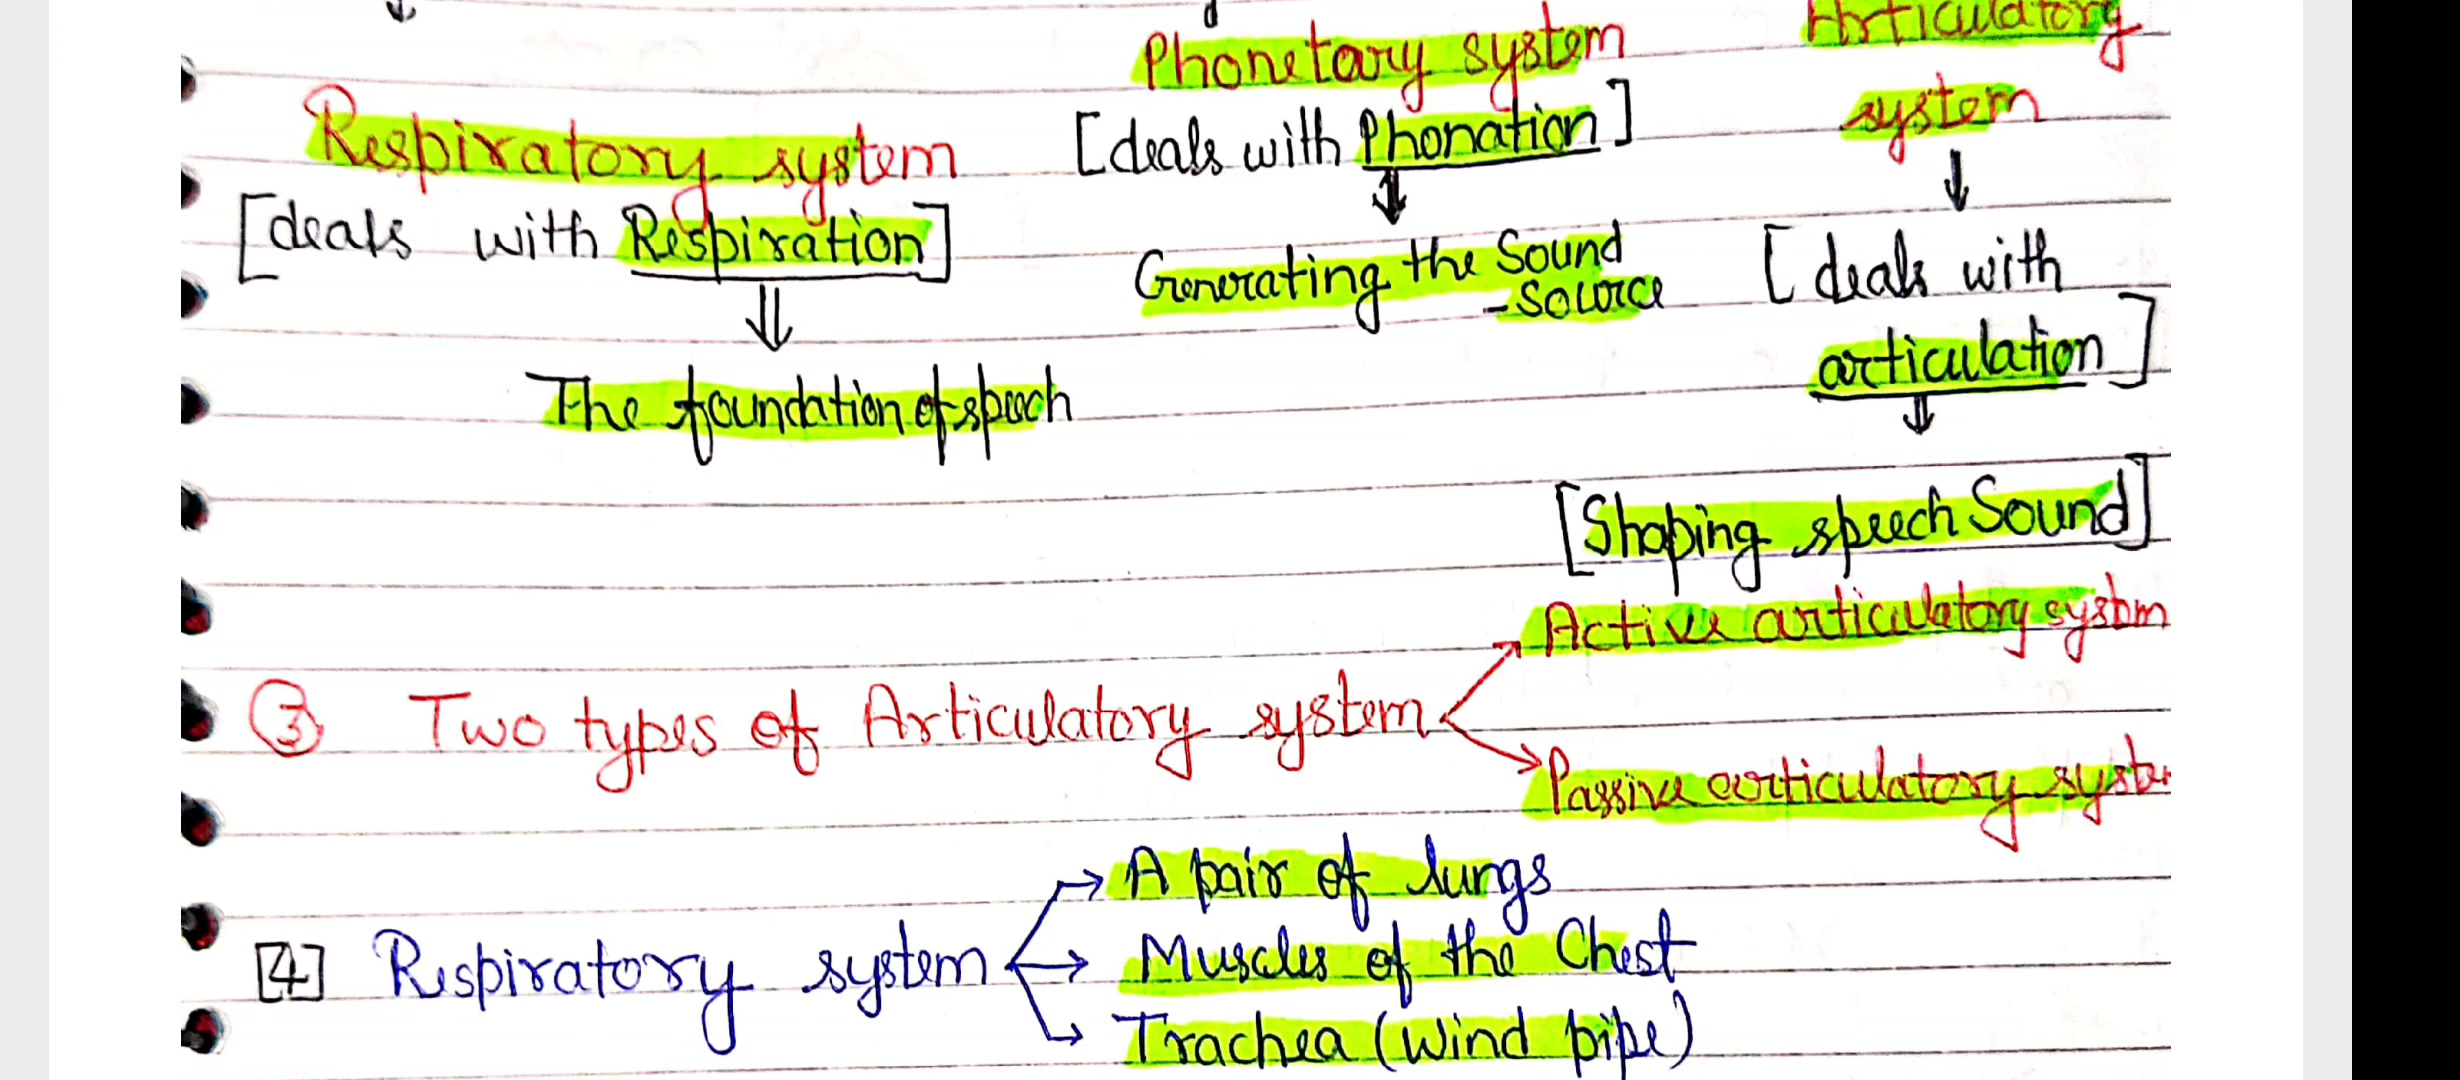 Phonetory system
Articulatory
system
Respiratory system
[deals with Phonation]
[deals with Respiration]
Generating the Sound
-Source
[deals with
articulation]
The foundation of speech
[Shaping speech Sound]
Active articulatory system
③ Two types of Articulatory system
Passive articulatory system
A pair of lungs
[4] Respiratory system
Muscles of the Chest
Trachea (wind pipe)